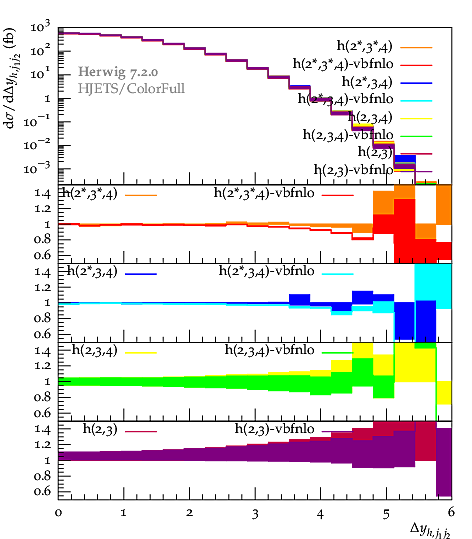 dσ/dΔy_{h,j1j2} (fb)
10^3
10^2
10^1
1
10^−1
10^−2
10^−3
Herwig 7.2.0
HJETS/ColorFull
h(2*,3*,4)
h(2*,3*,4)-vbfnlo
h(2*,3,4)
h(2*,3,4)-vbfnlo
h(2,3,4)
h(2,3,4)-vbfnlo
h(2,3)
h(2,3)-vbfnlo
h(2*,3*,4) h(2*,3*,4)-vbfnlo
1.4
1.2
1
0.8
0.6
h(2*,3,4) h(2*,3,4)-vbfnlo
1.4
1.2
1
0.8
0.6
h(2,3,4) h(2,3,4)-vbfnlo
1.4
1.2
1
0.8
0.6
h(2,3) h(2,3)-vbfnlo
1.4
1.2
1
0.8
0.6
0 1 2 3 4 5 6
Δy_{h,j1j2}